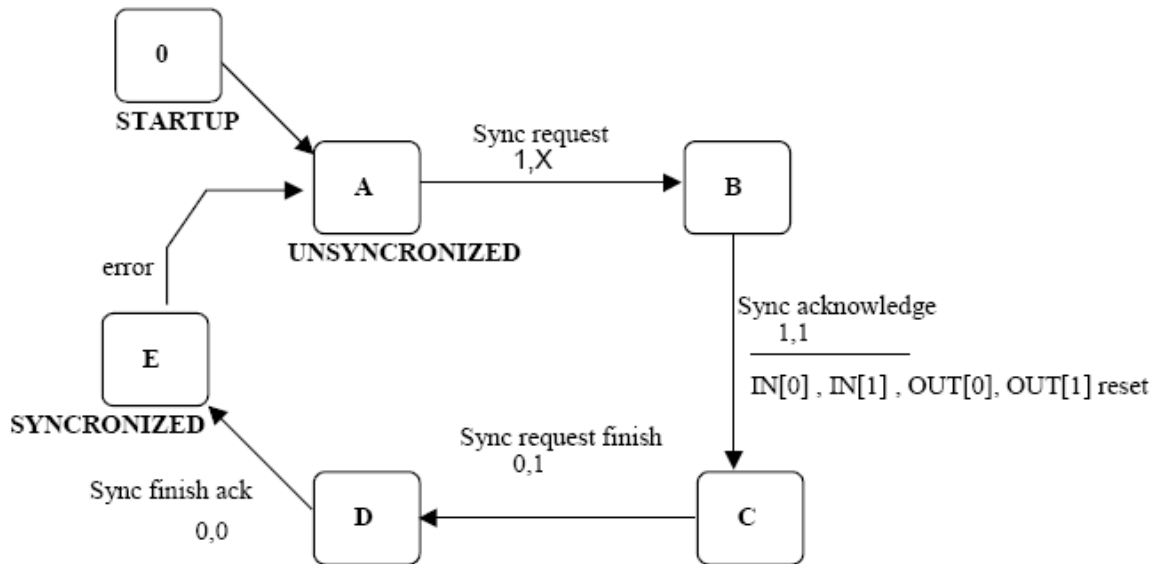 0
STARTUP
Sync request
1,X
A
B
UNSYNCRONIZED
error
Sync acknowledge
1,1
IN[0] , IN[1] , OUT[0], OUT[1] reset
E
SYNCRONIZED
Sync request finish
0,1
Sync finish ack
0,0
D
C